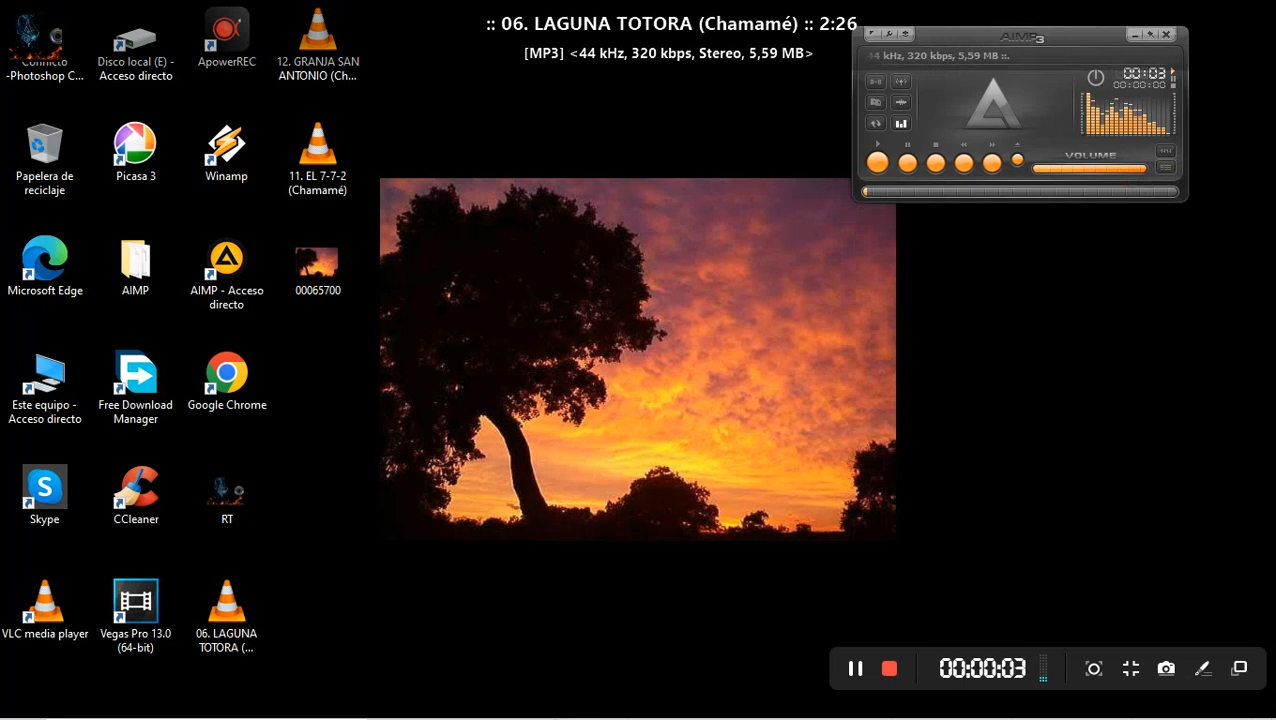 :: 06. LAGUNA TOTORA (Chamamé) :: 2:26
[MP3] <44 kHz, 320 kbps, Stereo, 5,59 MB>
AIMP3
44 kHz, 320 kbps, 5,59 MB ::.
00:03
00:00:00
VOLUME
-Photoshop C...
Disco local (E) -
Acceso directo
ApowerREC
12. GRANJA SAN
ANTONIO (Ch...
Papelera de
reciclaje
Picasa 3
Winamp
11. EL 7-7-2
(Chamamé)
Microsoft Edge
AIMP
AIMP - Acceso
directo
00065700
Este equipo -
Acceso directo
Free Download
Manager
Google Chrome
Skype
CCleaner
RT
VLC media player
Vegas Pro 13.0
(64-bit)
06. LAGUNA
TOTORA (...
00:00:03